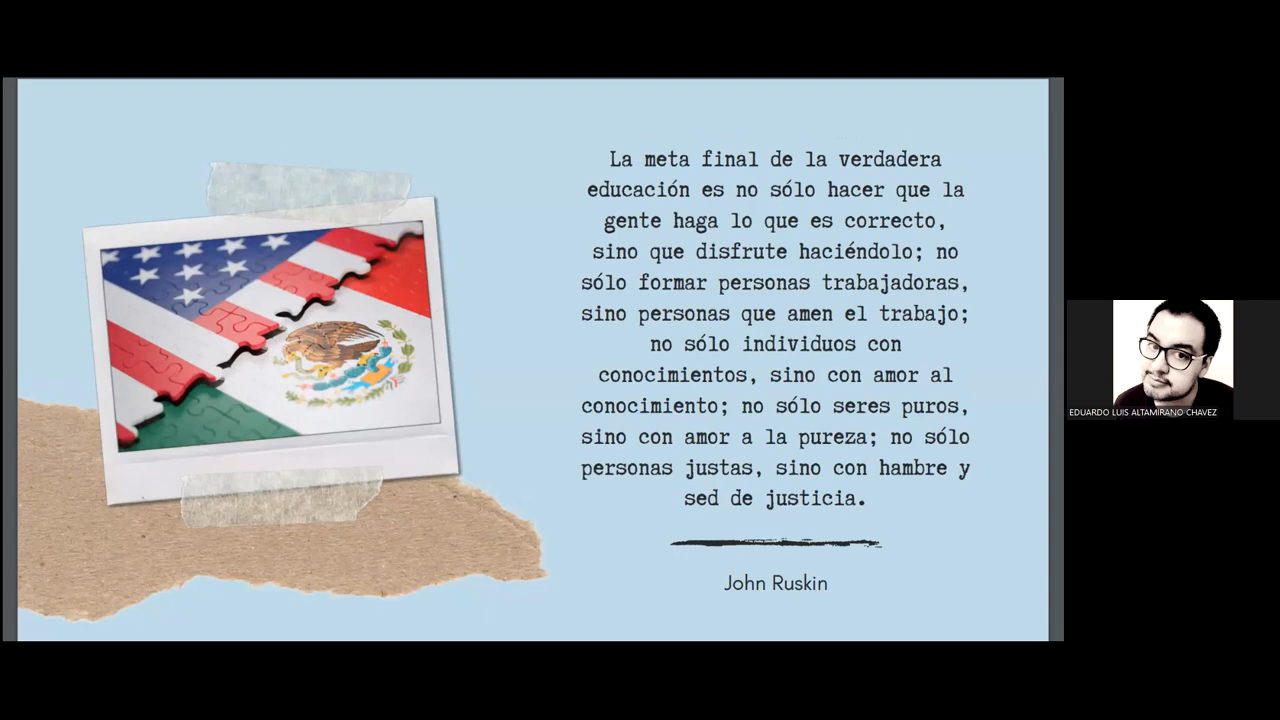 La meta final de la verdadera
educación es no sólo hacer que la
gente haga lo que es correcto,
sino que disfrute haciéndolo; no
sólo formar personas trabajadoras,
sino personas que amen el trabajo;
no sólo individuos con
conocimientos, sino con amor al
conocimiento; no sólo seres puros,
sino con amor a la pureza; no sólo
personas justas, sino con hambre y
sed de justicia.
John Ruskin
EDUARDO LUIS ALTAMIRANO CHAVEZ